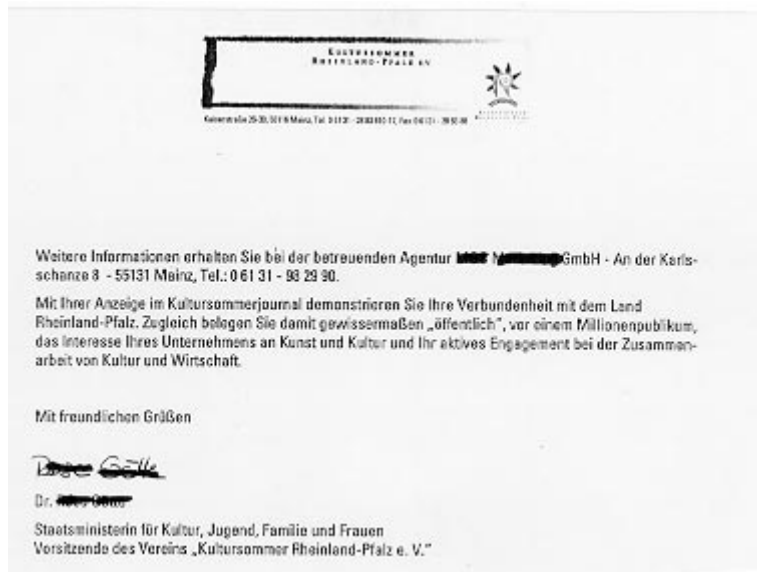 KULTURSOMMER
RHEINLAND-PFALZ EV
Weitere Informationen erhalten Sie bei der betreuenden Agentur GmbH - An der Karls-
schanze 8 - 55131 Mainz, Tel.: 0 61 31 - 98 29 90.
Mit Ihrer Anzeige im Kultursommerjournal demonstrieren Sie Ihre Verbundenheit mit dem Land
Rheinland-Pfalz. Zugleich belegen Sie damit gewissermaßen „öffentlich", vor einem Millionenpublikum,
das Interesse Ihres Unternehmens an Kunst und Kultur und Ihr aktives Engagement bei der Zusammen-
arbeit von Kultur und Wirtschaft.
Mit freundlichen Grüßen
Dr.
Staatsministerin für Kultur, Jugend, Familie und Frauen
Vorsitzende des Vereins „Kultursommer Rheinland-Pfalz e. V."